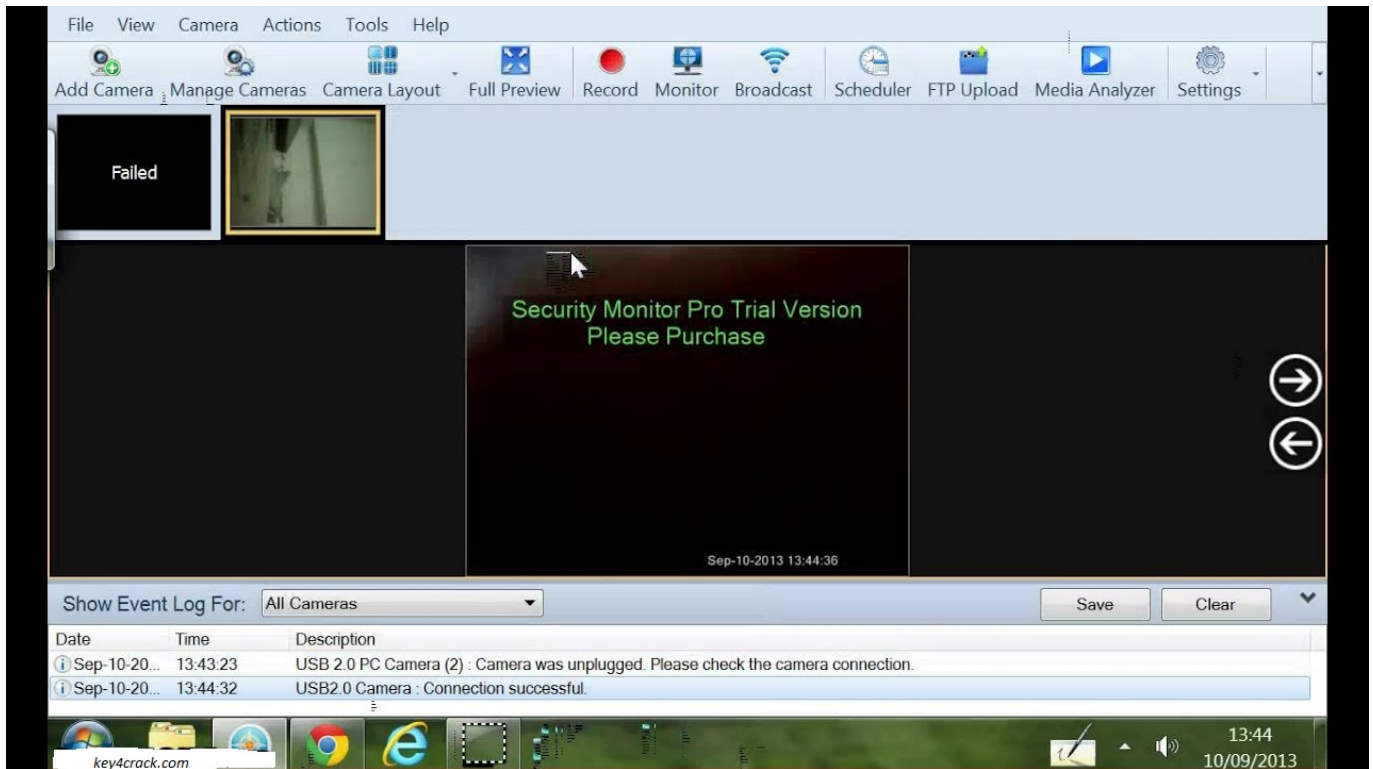 File View Camera Actions Tools Help
Add Camera Manage Cameras Camera Layout Full Preview Record Monitor Broadcast Scheduler FTP Upload Media Analyzer Settings
Failed
Security Monitor Pro Trial Version
Please Purchase
Sep-10-2013 13:44:36
Show Event Log For: All Cameras Save Clear
Date Time Description
Sep-10-20... 13:43:23 USB 2.0 PC Camera (2) : Camera was unplugged. Please check the camera connection.
Sep-10-20... 13:44:32 USB2.0 Camera : Connection successful.
13:44
key4crack.com
10/09/2013